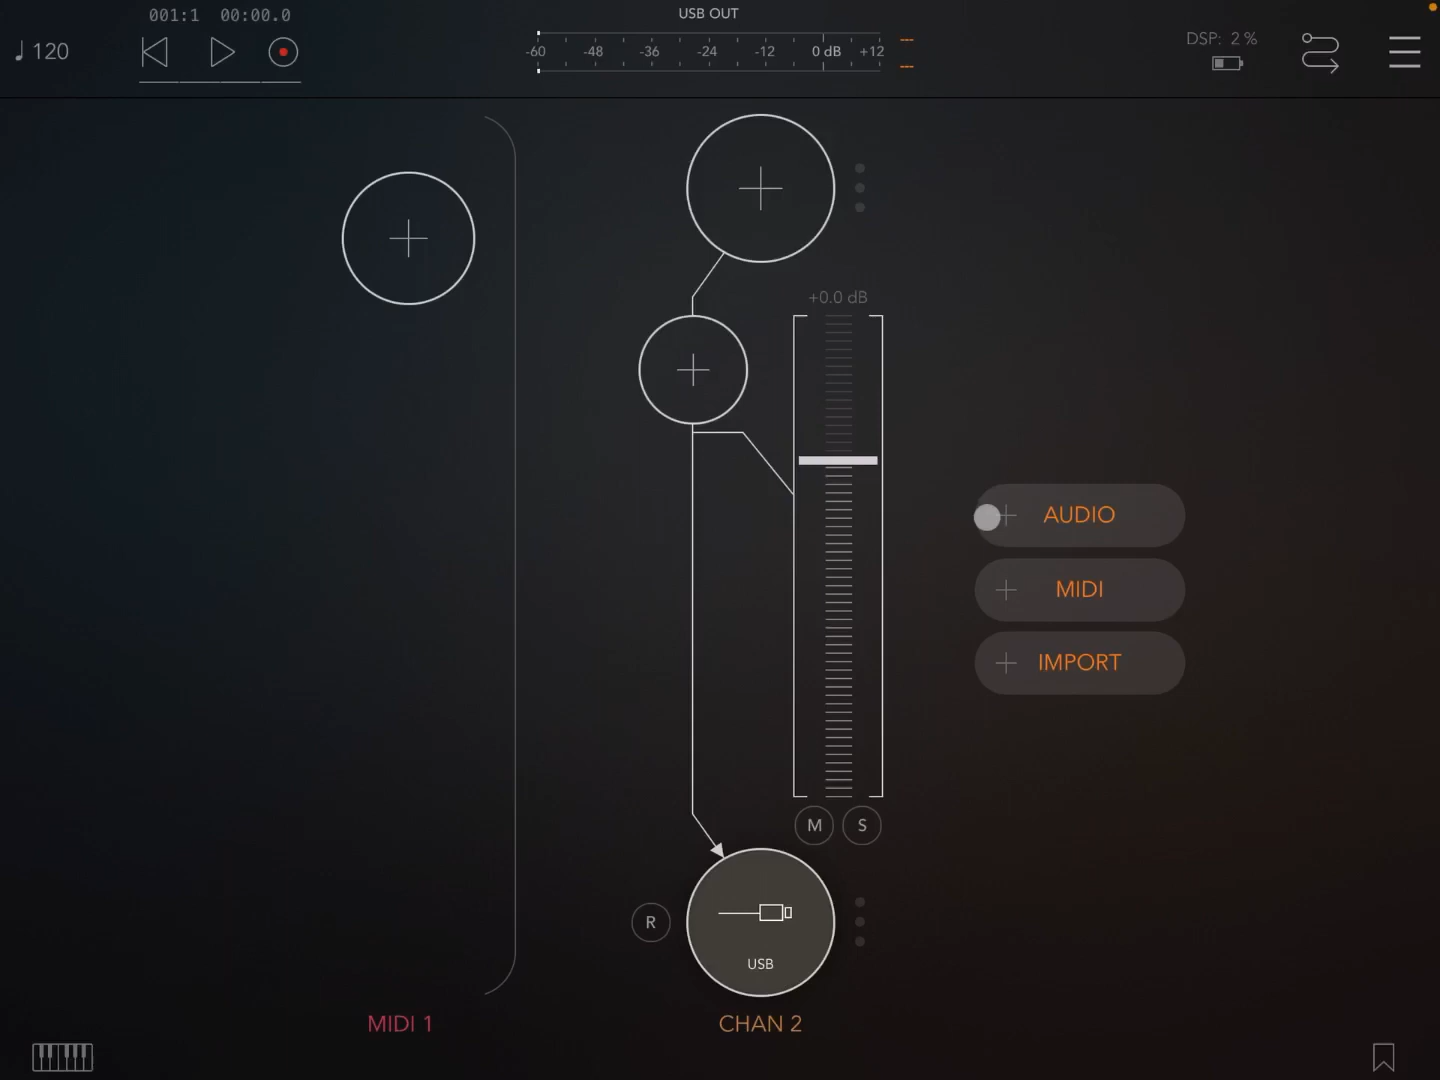 001:1 00:00.0
120
USB OUT
-60 -48 -36 -24 -12 0 dB +12
---
---
DSP: 2 %
+0.0 dB
AUDIO
MIDI
IMPORT
M S
R
USB
MIDI 1
CHAN 2